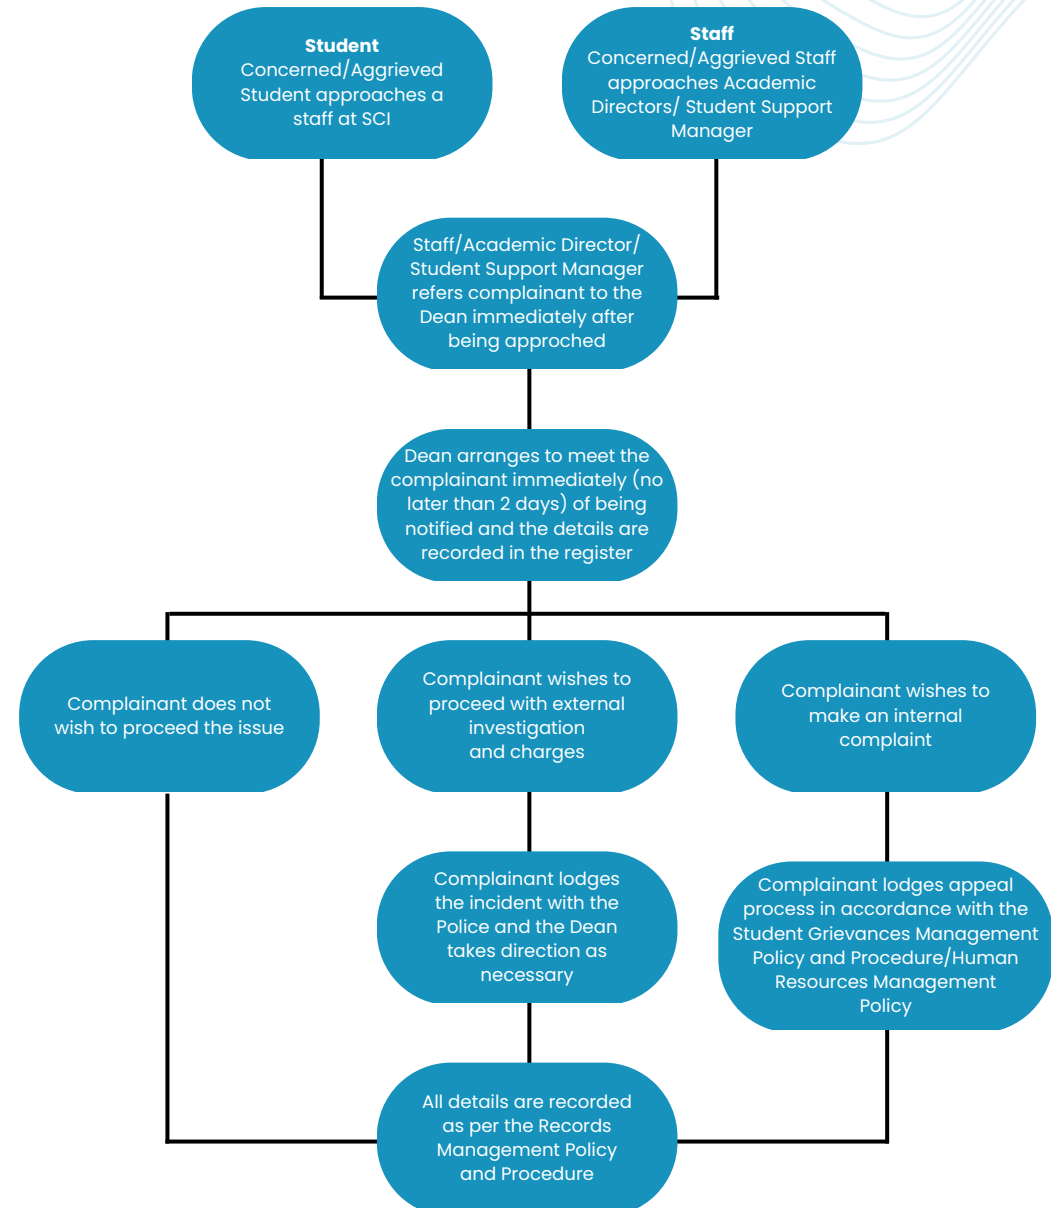 Student
Concerned/Aggrieved
Student approaches a
staff at SCI
Staff
Concerned/Aggrieved Staff
approaches Academic
Directors/ Student Support
Manager
Staff/Academic Director/
Student Support Manager
refers complainant to the
Dean immediately after
being approched
Dean arranges to meet the
complainant immediately (no
later than 2 days) of being
notified and the details are
recorded in the register
Complainant does not
wish to proceed the issue
Complainant wishes to
proceed with external
investigation
and charges
Complainant wishes to
make an internal
complaint
Complainant lodges
the incident with the
Police and the Dean
takes direction as
necessary
Complainant lodges appeal
process in accordance with the
Student Grievances Management
Policy and Procedure/Human
Resources Management
Policy
All details are recorded
as per the Records
Management Policy
and Procedure